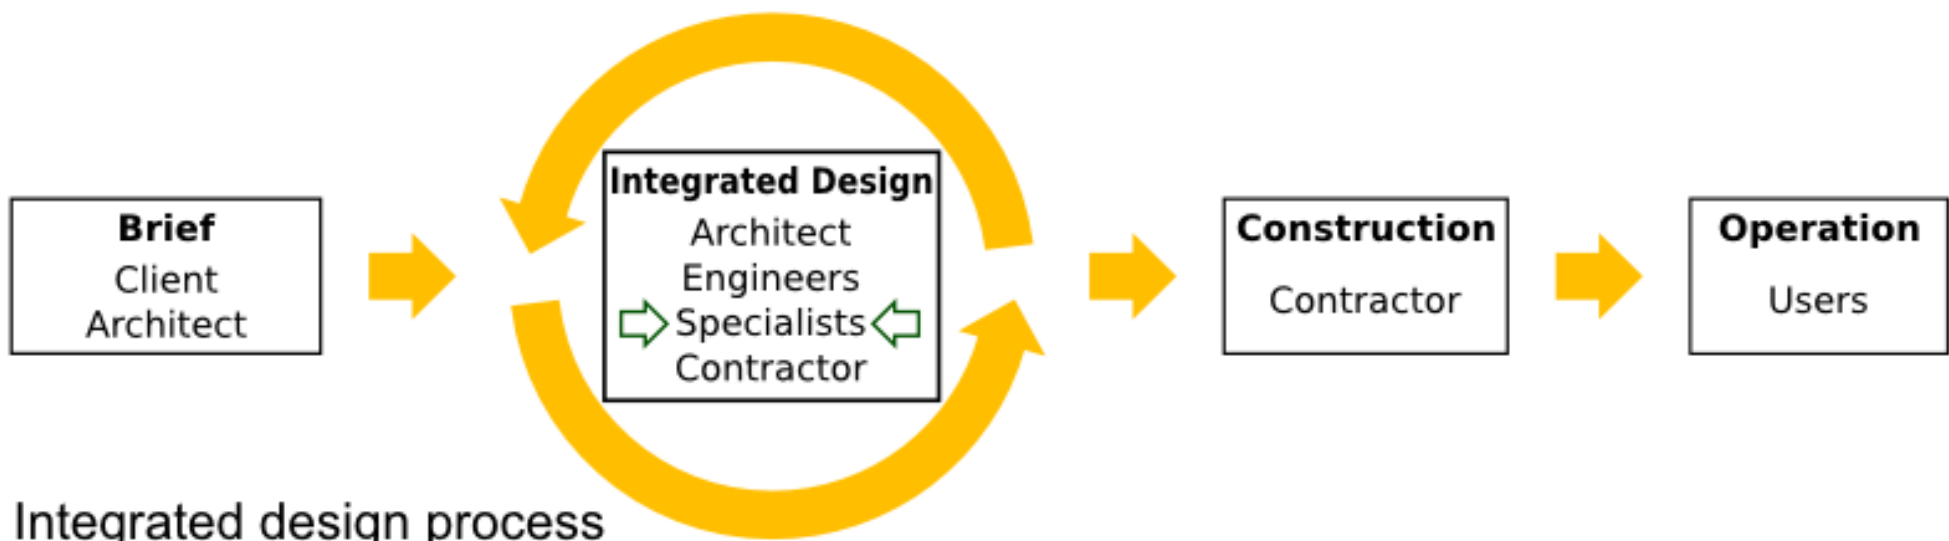 Brief
Client
Architect
Integrated Design
Architect
Engineers
Specialists
Contractor
Construction
Contractor
Operation
Users
Integrated design process